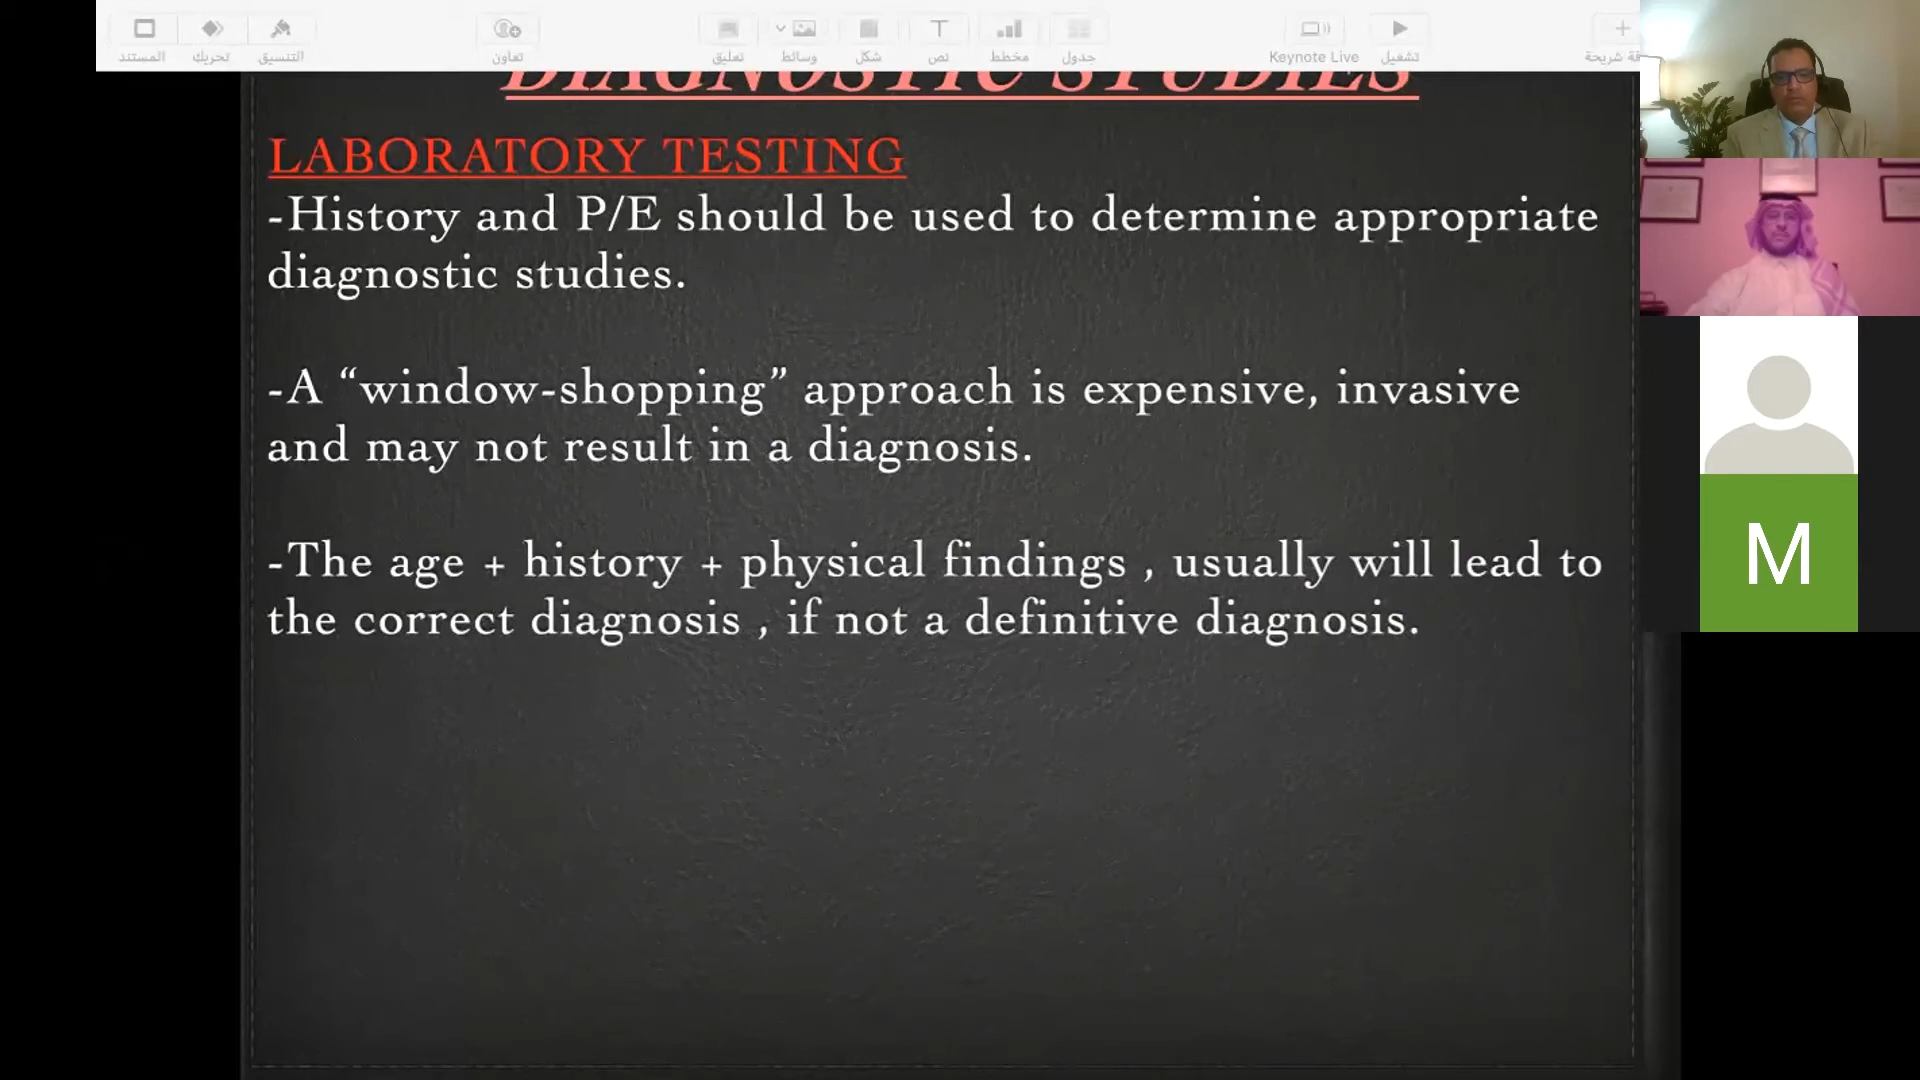 المستند
تحريك
التنسيق
تعاون
تعليق
وسائط
شكل
نص
مخطط
جدول
Keynote Live
تشغيل
شريحة
DIAGNOSTIC STUDIES
LABORATORY TESTING
-History and P/E should be used to determine appropriate
diagnostic studies.
-A “window-shopping” approach is expensive, invasive
and may not result in a diagnosis.
-The age + history + physical findings , usually will lead to
the correct diagnosis , if not a definitive diagnosis.
M